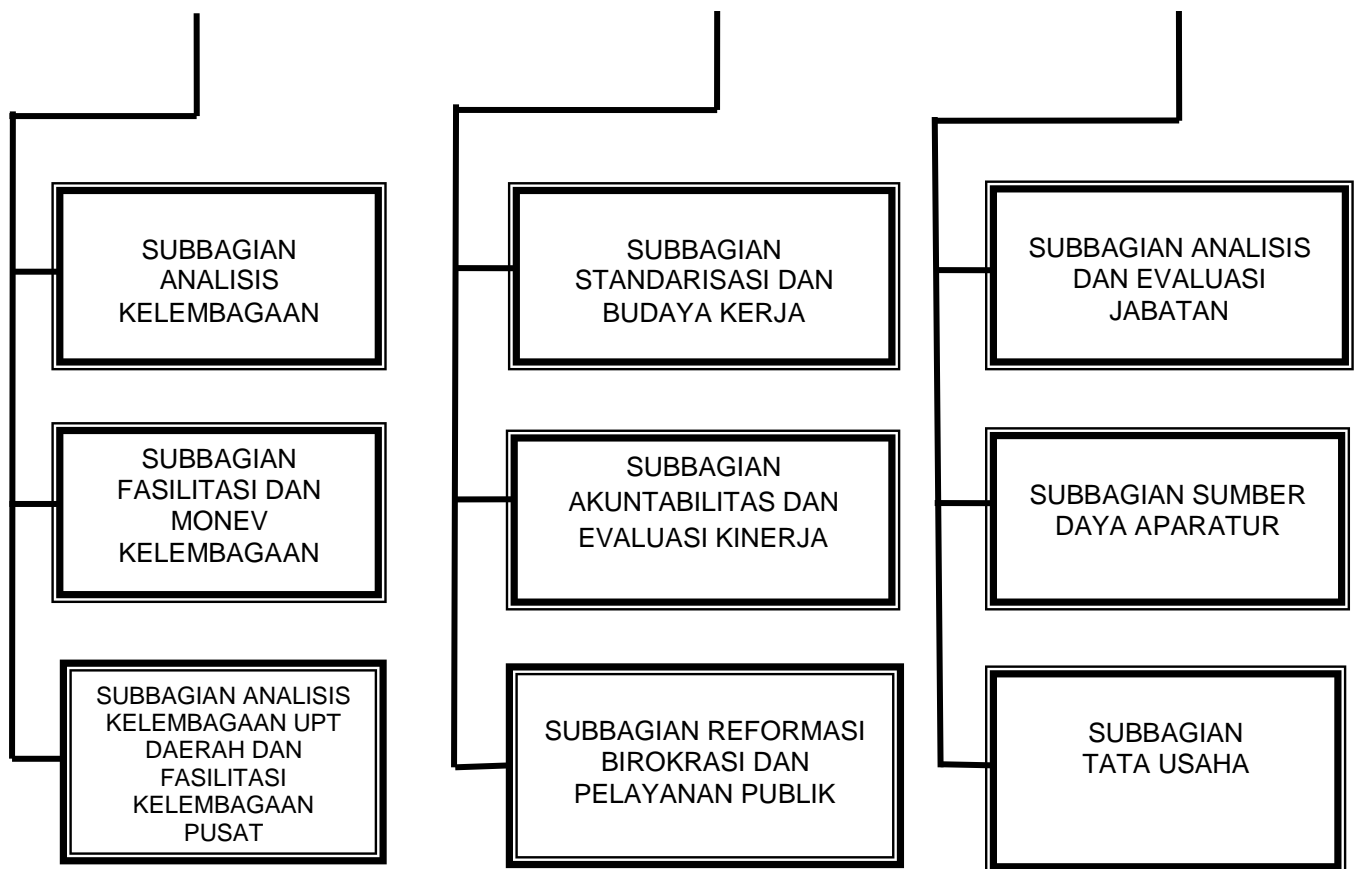 SUBBAGIAN
ANALISIS
KELEMBAGAAN
SUBBAGIAN
FASILITASI DAN
MONEV
KELEMBAGAAN
SUBBAGIAN ANALISIS
KELEMBAGAAN UPT
DAERAH DAN
FASILITASI
KELEMBAGAAN
PUSAT
SUBBAGIAN
STANDARISASI DAN
BUDAYA KERJA
SUBBAGIAN
AKUNTABILITAS DAN
EVALUASI KINERJA
SUBBAGIAN REFORMASI
BIROKRASI DAN
PELAYANAN PUBLIK
SUBBAGIAN ANALISIS
DAN EVALUASI
JABATAN
SUBBAGIAN SUMBER
DAYA APARATUR
SUBBAGIAN
TATA USAHA